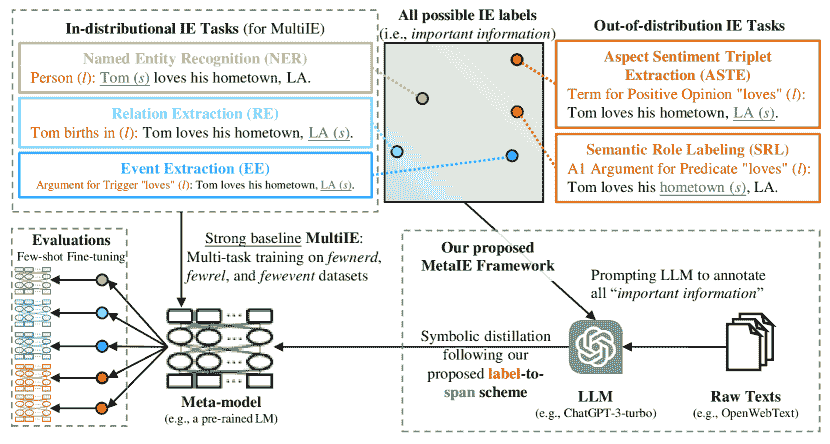 In-distributional IE Tasks (for MultiIE)
Named Entity Recognition (NER)
Person (l): Tom (s) loves his hometown, LA.
Relation Extraction (RE)
Tom births in (l): Tom loves his hometown, LA (s).
Event Extraction (EE)
Argument for Trigger "loves" (l): Tom loves his hometown, LA (s).
All possible IE labels
(i.e., important information)
Out-of-distribution IE Tasks
Aspect Sentiment Triplet
Extraction (ASTE)
Term for Positive Opinion "loves" (l):
Tom loves his hometown, LA (s).
Semantic Role Labeling (SRL)
A1 Argument for Predicate "loves" (l):
Tom loves his hometown (s), LA.
Evaluations
Few-shot Fine-tuning
Strong baseline MultiIE:
Multi-task training on fewnerd,
fewrel, and fewevent datasets
Meta-model
(e.g., a pre-rained LM)
Our proposed
MetaIE Framework
Prompting LLM to annotate
all “important information”
Symbolic distillation
following our
proposed label-to-
span scheme
LLM
(e.g., ChatGPT-3-turbo)
Raw Texts
(e.g., OpenWebText)